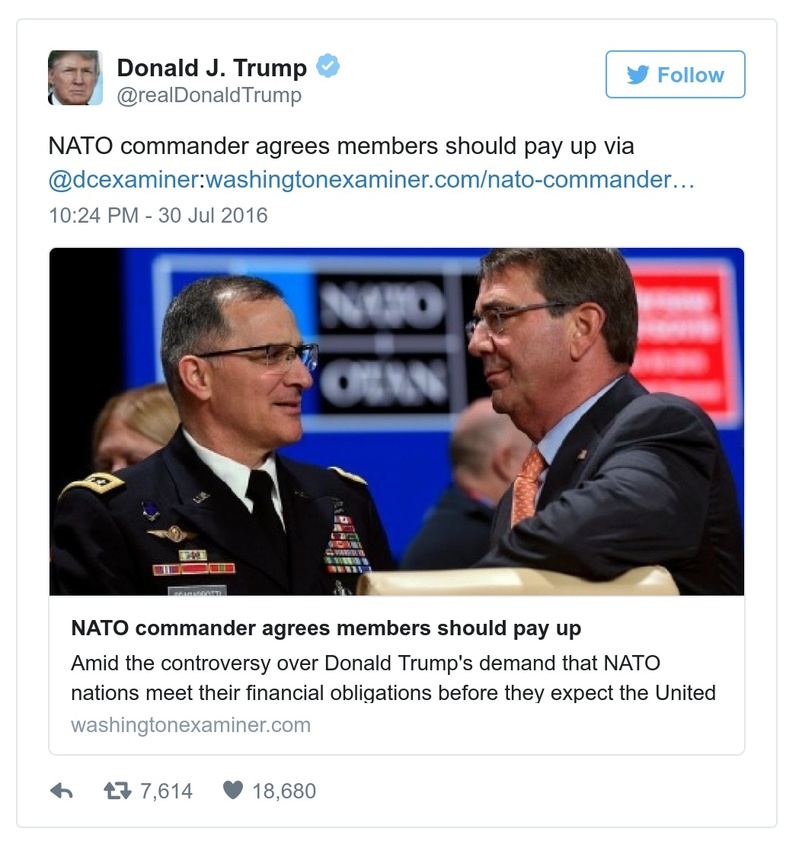 Donald J. Trump
@realDonaldTrump
Follow
NATO commander agrees members should pay up via
@dcexaminer:washingtonexaminer.com/nato-commander…
10:24 PM - 30 Jul 2016
NATO
OTAN
NATO commander agrees members should pay up
Amid the controversy over Donald Trump's demand that NATO
nations meet their financial obligations before they expect the United
washingtonexaminer.com
7,614
18,680